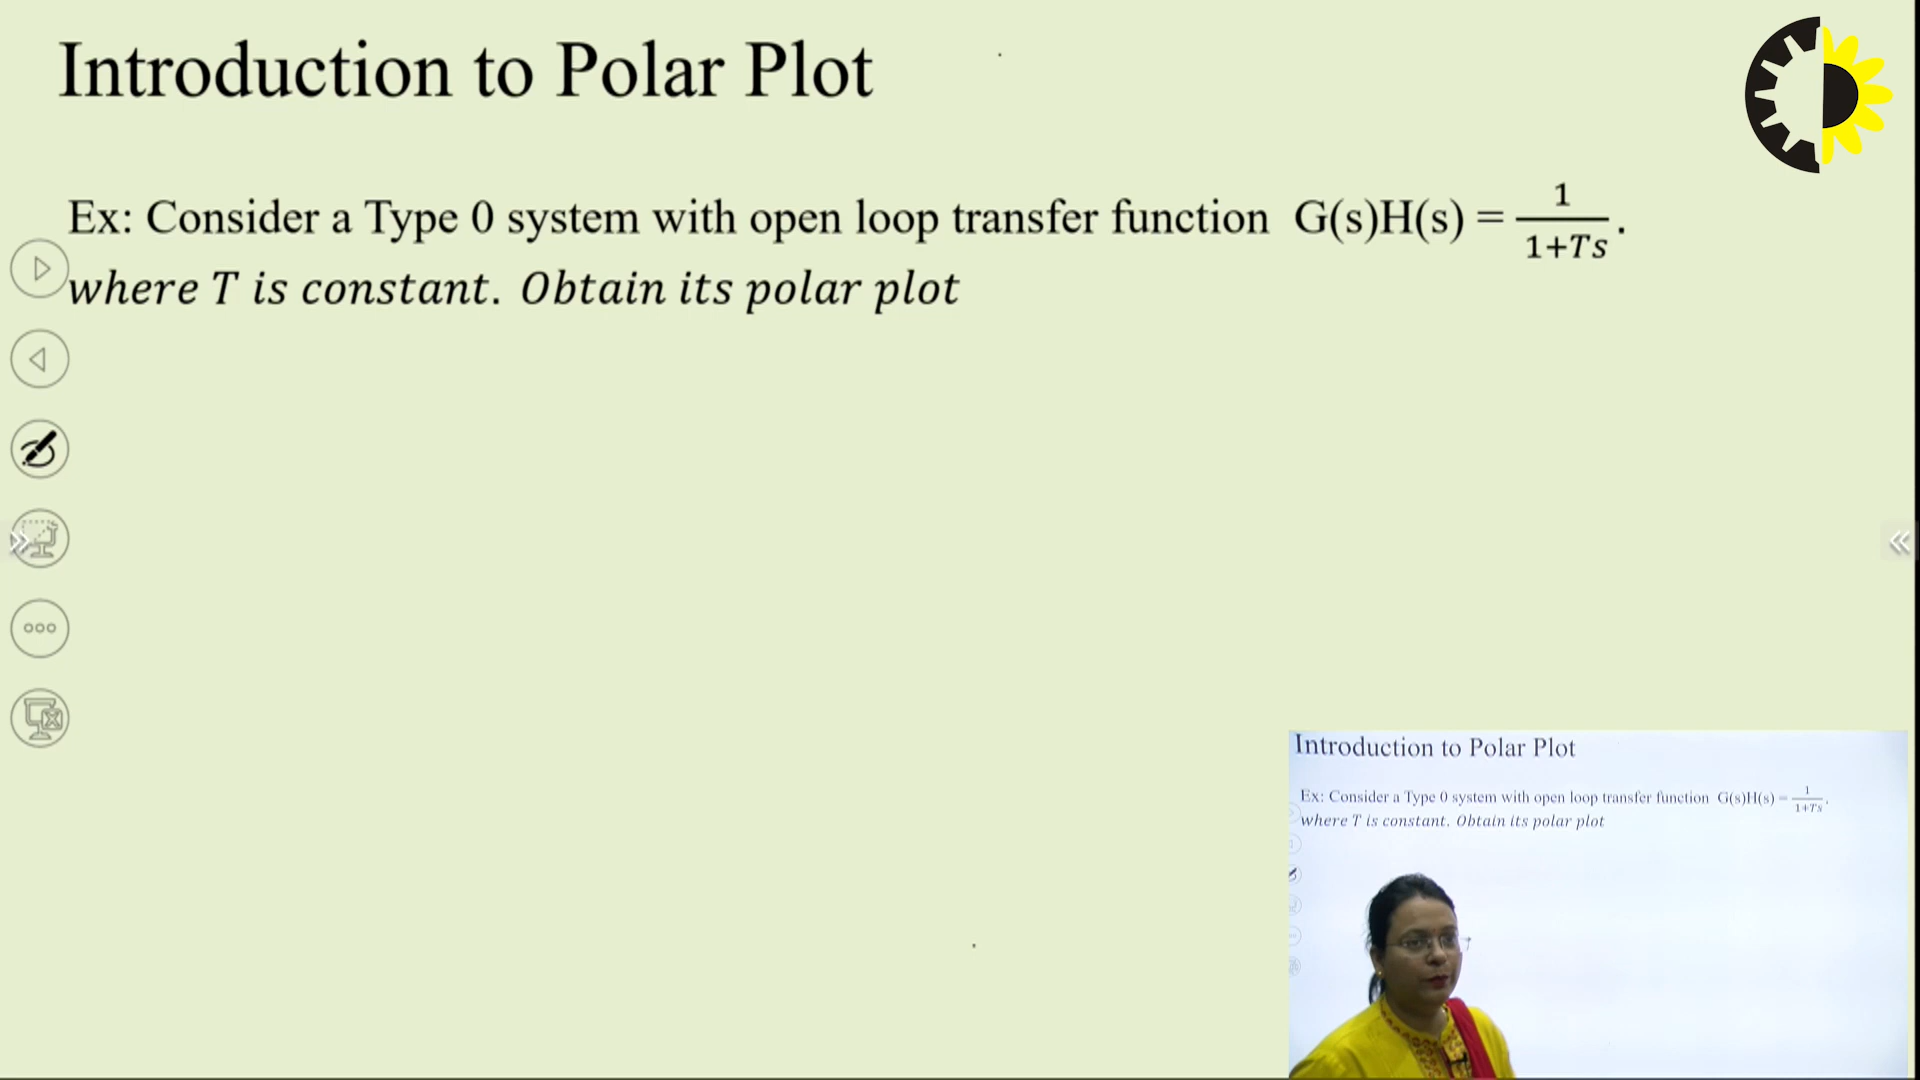 Introduction to Polar Plot
Ex: Consider a Type 0 system with open loop transfer function G(s)H(s) = 1/(1+Ts).
where T is constant. Obtain its polar plot
Introduction to Polar Plot
Ex: Consider a Type 0 system with open loop transfer function G(s)H(s) = 1/(1+Ts).
where T is constant. Obtain its polar plot